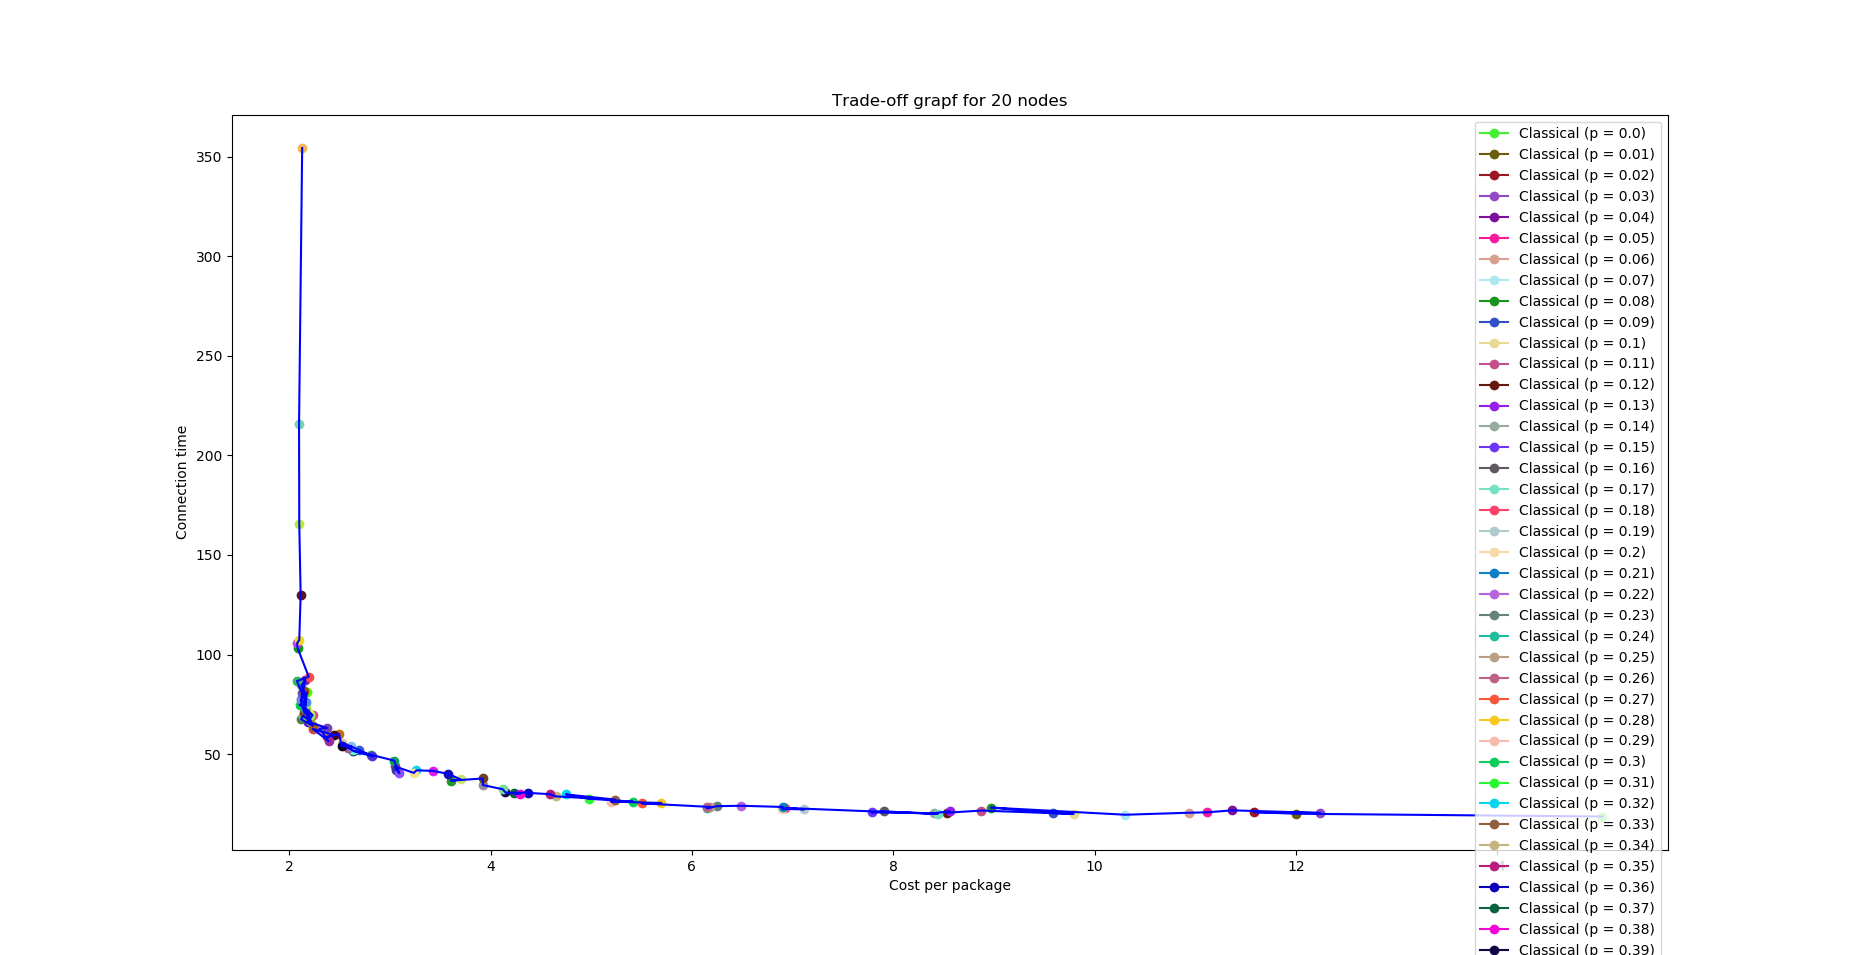 Trade-off grapf for 20 nodes
350
300
250
200
150
100
50
Connection time
2
4
6
8
10
12
Cost per package
Classical (p = 0.0)
Classical (p = 0.01)
Classical (p = 0.02)
Classical (p = 0.03)
Classical (p = 0.04)
Classical (p = 0.05)
Classical (p = 0.06)
Classical (p = 0.07)
Classical (p = 0.08)
Classical (p = 0.09)
Classical (p = 0.1)
Classical (p = 0.11)
Classical (p = 0.12)
Classical (p = 0.13)
Classical (p = 0.14)
Classical (p = 0.15)
Classical (p = 0.16)
Classical (p = 0.17)
Classical (p = 0.18)
Classical (p = 0.19)
Classical (p = 0.2)
Classical (p = 0.21)
Classical (p = 0.22)
Classical (p = 0.23)
Classical (p = 0.24)
Classical (p = 0.25)
Classical (p = 0.26)
Classical (p = 0.27)
Classical (p = 0.28)
Classical (p = 0.29)
Classical (p = 0.3)
Classical (p = 0.31)
Classical (p = 0.32)
Classical (p = 0.33)
Classical (p = 0.34)
Classical (p = 0.35)
Classical (p = 0.36)
Classical (p = 0.37)
Classical (p = 0.38)
Classical (p = 0.39)